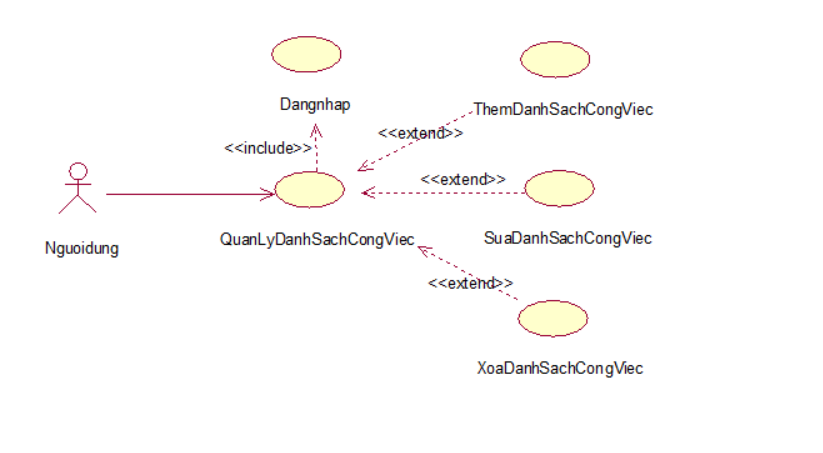 Dangnhap
ThemDanhSachCongViec
<<extend>>
<<include>>
<<extend>>
Nguoidung
QuanLyDanhSachCongViec
SuaDanhSachCongViec
<<extend>>
XoaDanhSachCongViec